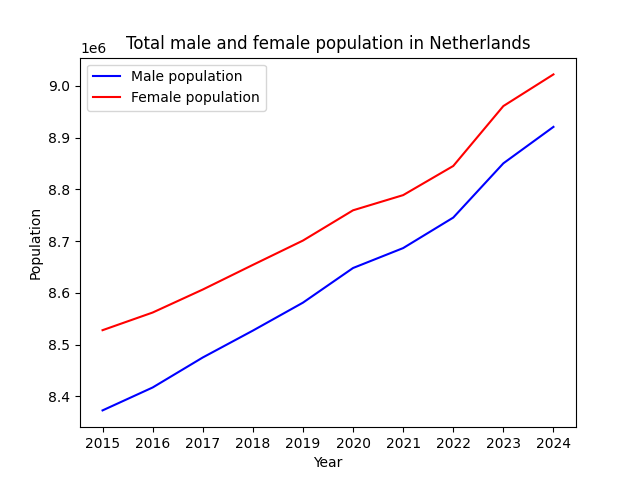 Total male and female population in Netherlands
1e6
Male population
Female population
9.0
8.9
8.8
8.7
8.6
8.5
8.4
Population
2015 2016 2017 2018 2019 2020 2021 2022 2023 2024
Year